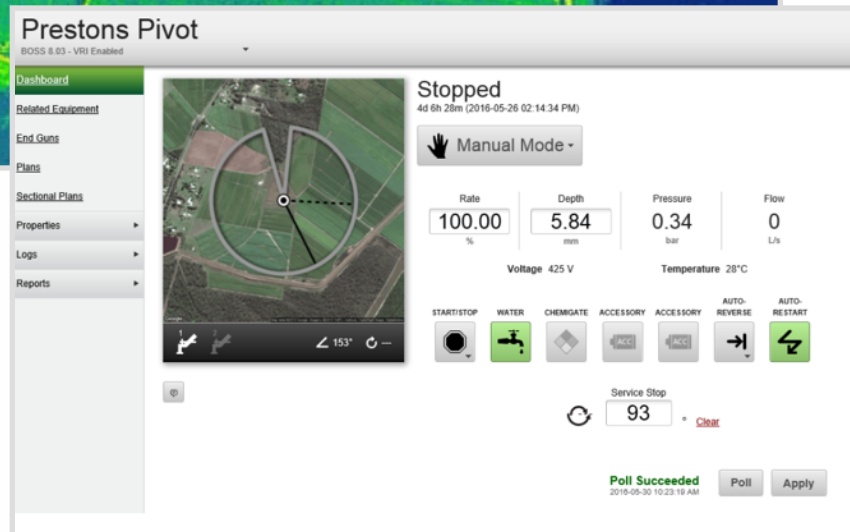 Prestons Pivot
BOSS 8.03 - VRI Enabled
Dashboard
Related Equipment
End Guns
Plans
Sectional Plans
Properties
Logs
Reports
Stopped
4d 6h 28m (2016-05-26 02:14:34 PM)
Manual Mode
Rate Depth Pressure Flow
100.00 5.84 0.34 0
% mm bar L/s
Voltage 425 V Temperature 28°C
START/STOP WATER CHEMIGATE ACCESSORY ACCESSORY AUTO-REVERSE AUTO-RESTART
ACC ACC
1 2 153° —
Service Stop
93 ° Clear
Poll Succeeded
2016-05-30 10:23:19 AM
Poll Apply